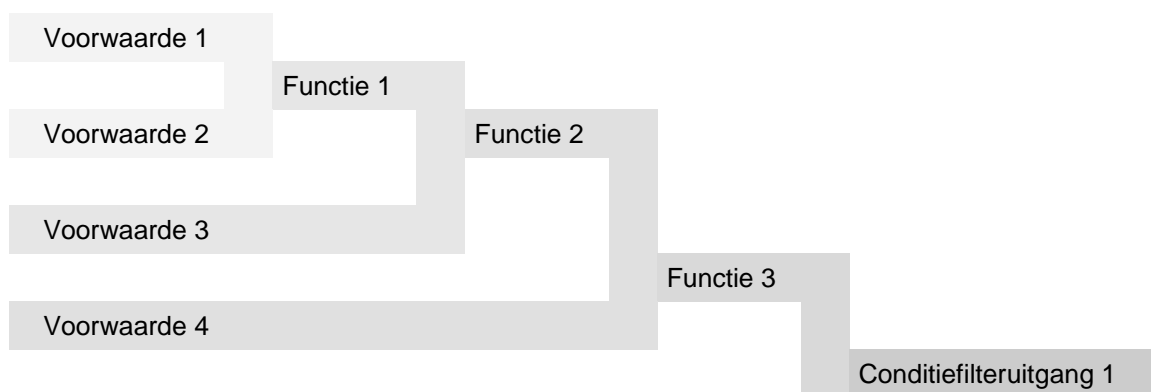 Voorwaarde 1
Functie 1
Voorwaarde 2
Functie 2
Voorwaarde 3
Functie 3
Voorwaarde 4
Conditiefilteruitgang 1